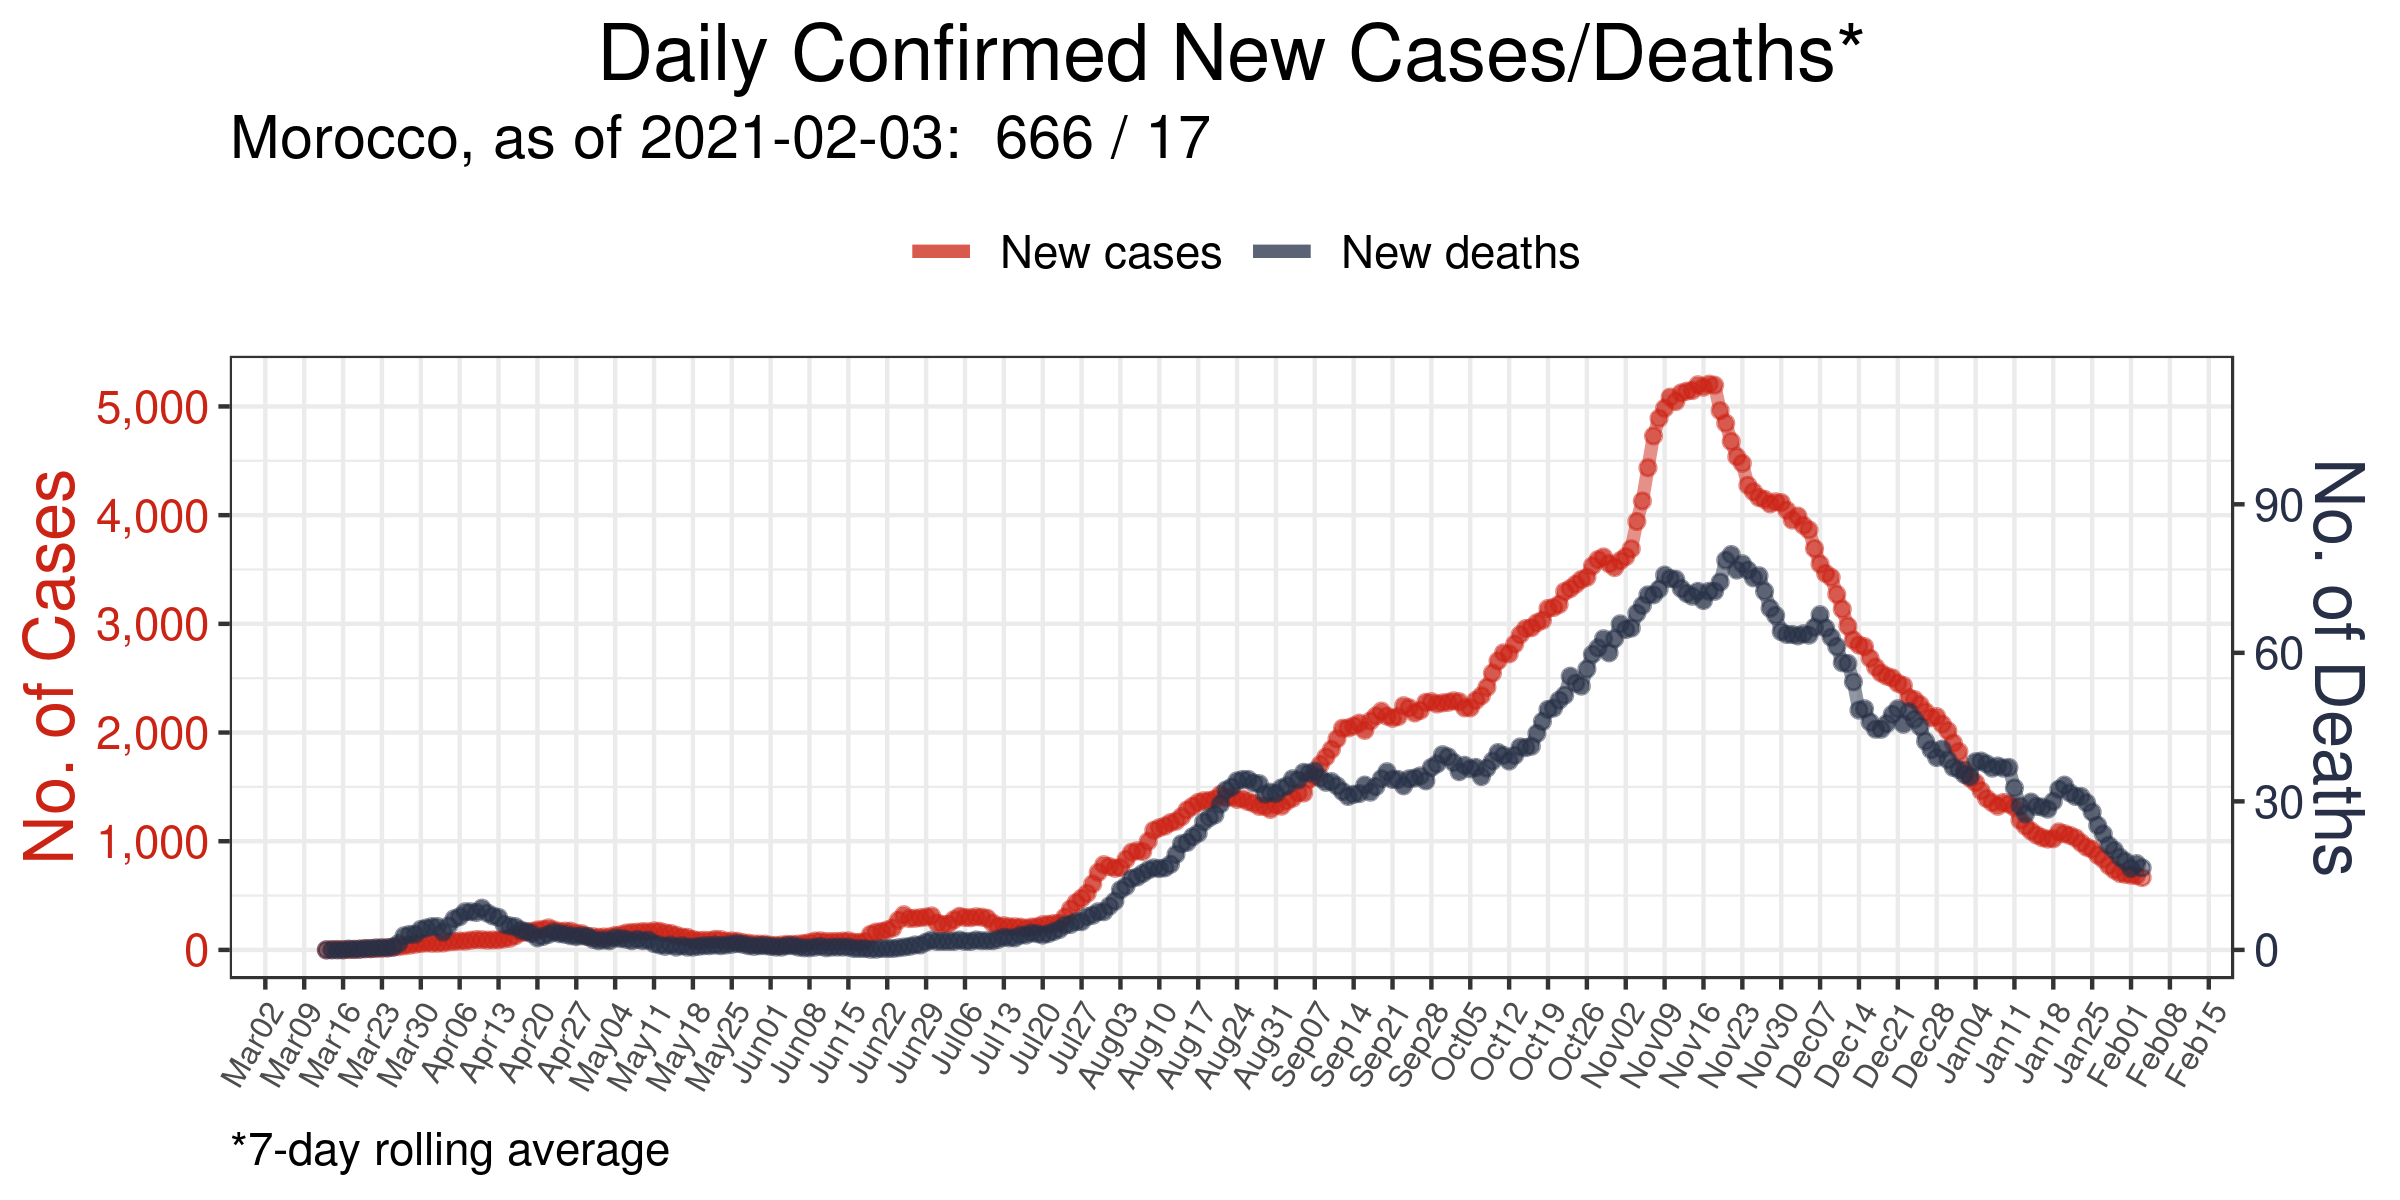 Daily Confirmed New Cases/Deaths*
Morocco, as of 2021-02-03:  666 / 17
New cases
New deaths
No. of Cases
5,000
4,000
3,000
2,000
1,000
0
90
60
30
0
No. of Deaths
Mar02
Mar09
Mar16
Mar23
Mar30
Apr06
Apr13
Apr20
Apr27
May04
May11
May18
May25
Jun01
Jun08
Jun15
Jun22
Jun29
Jul06
Jul13
Jul20
Jul27
Aug03
Aug10
Aug17
Aug24
Aug31
Sep07
Sep14
Sep21
Sep28
Oct05
Oct12
Oct19
Oct26
Nov02
Nov09
Nov16
Nov23
Nov30
Dec07
Dec14
Dec21
Dec28
Jan04
Jan11
Jan18
Jan25
Feb01
Feb08
Feb15
*7-day rolling average